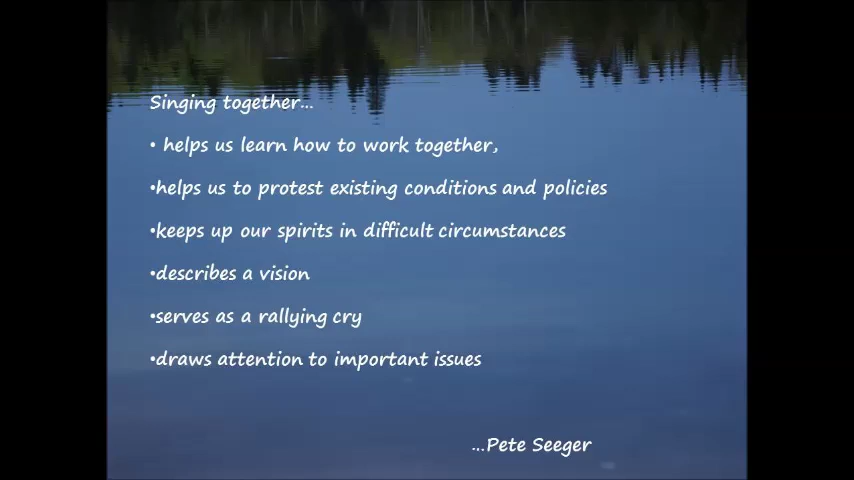 Singing together...
• helps us learn how to work together,
•helps us to protest existing conditions and policies
•keeps up our spirits in difficult circumstances
•describes a vision
•serves as a rallying cry
•draws attention to important issues
...Pete Seeger